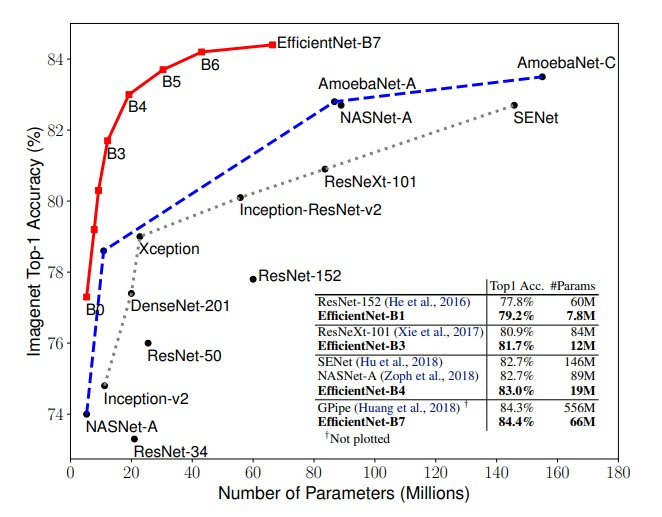 84
82
80
78
76
74
Imagenet Top-1 Accuracy (%)
EfficientNet-B7
B6
B5
B4
B3
B0
AmoebaNet-C
AmoebaNet-A
NASNet-A
SENet
ResNeXt-101
Inception-ResNet-v2
Xception
ResNet-152
DenseNet-201
ResNet-50
Inception-v2
NASNet-A
ResNet-34
Top1 Acc. #Params
ResNet-152 (He et al., 2016) 77.8% 60M
EfficientNet-B1 79.2% 7.8M
ResNeXt-101 (Xie et al., 2017) 80.9% 84M
EfficientNet-B3 81.7% 12M
SENet (Hu et al., 2018) 82.7% 146M
NASNet-A (Zoph et al., 2018) 82.7% 89M
EfficientNet-B4 83.0% 19M
GPipe (Huang et al., 2018) † 84.3% 556M
EfficientNet-B7 84.4% 66M
†Not plotted
0 20 40 60 80 100 120 140 160 180
Number of Parameters (Millions)